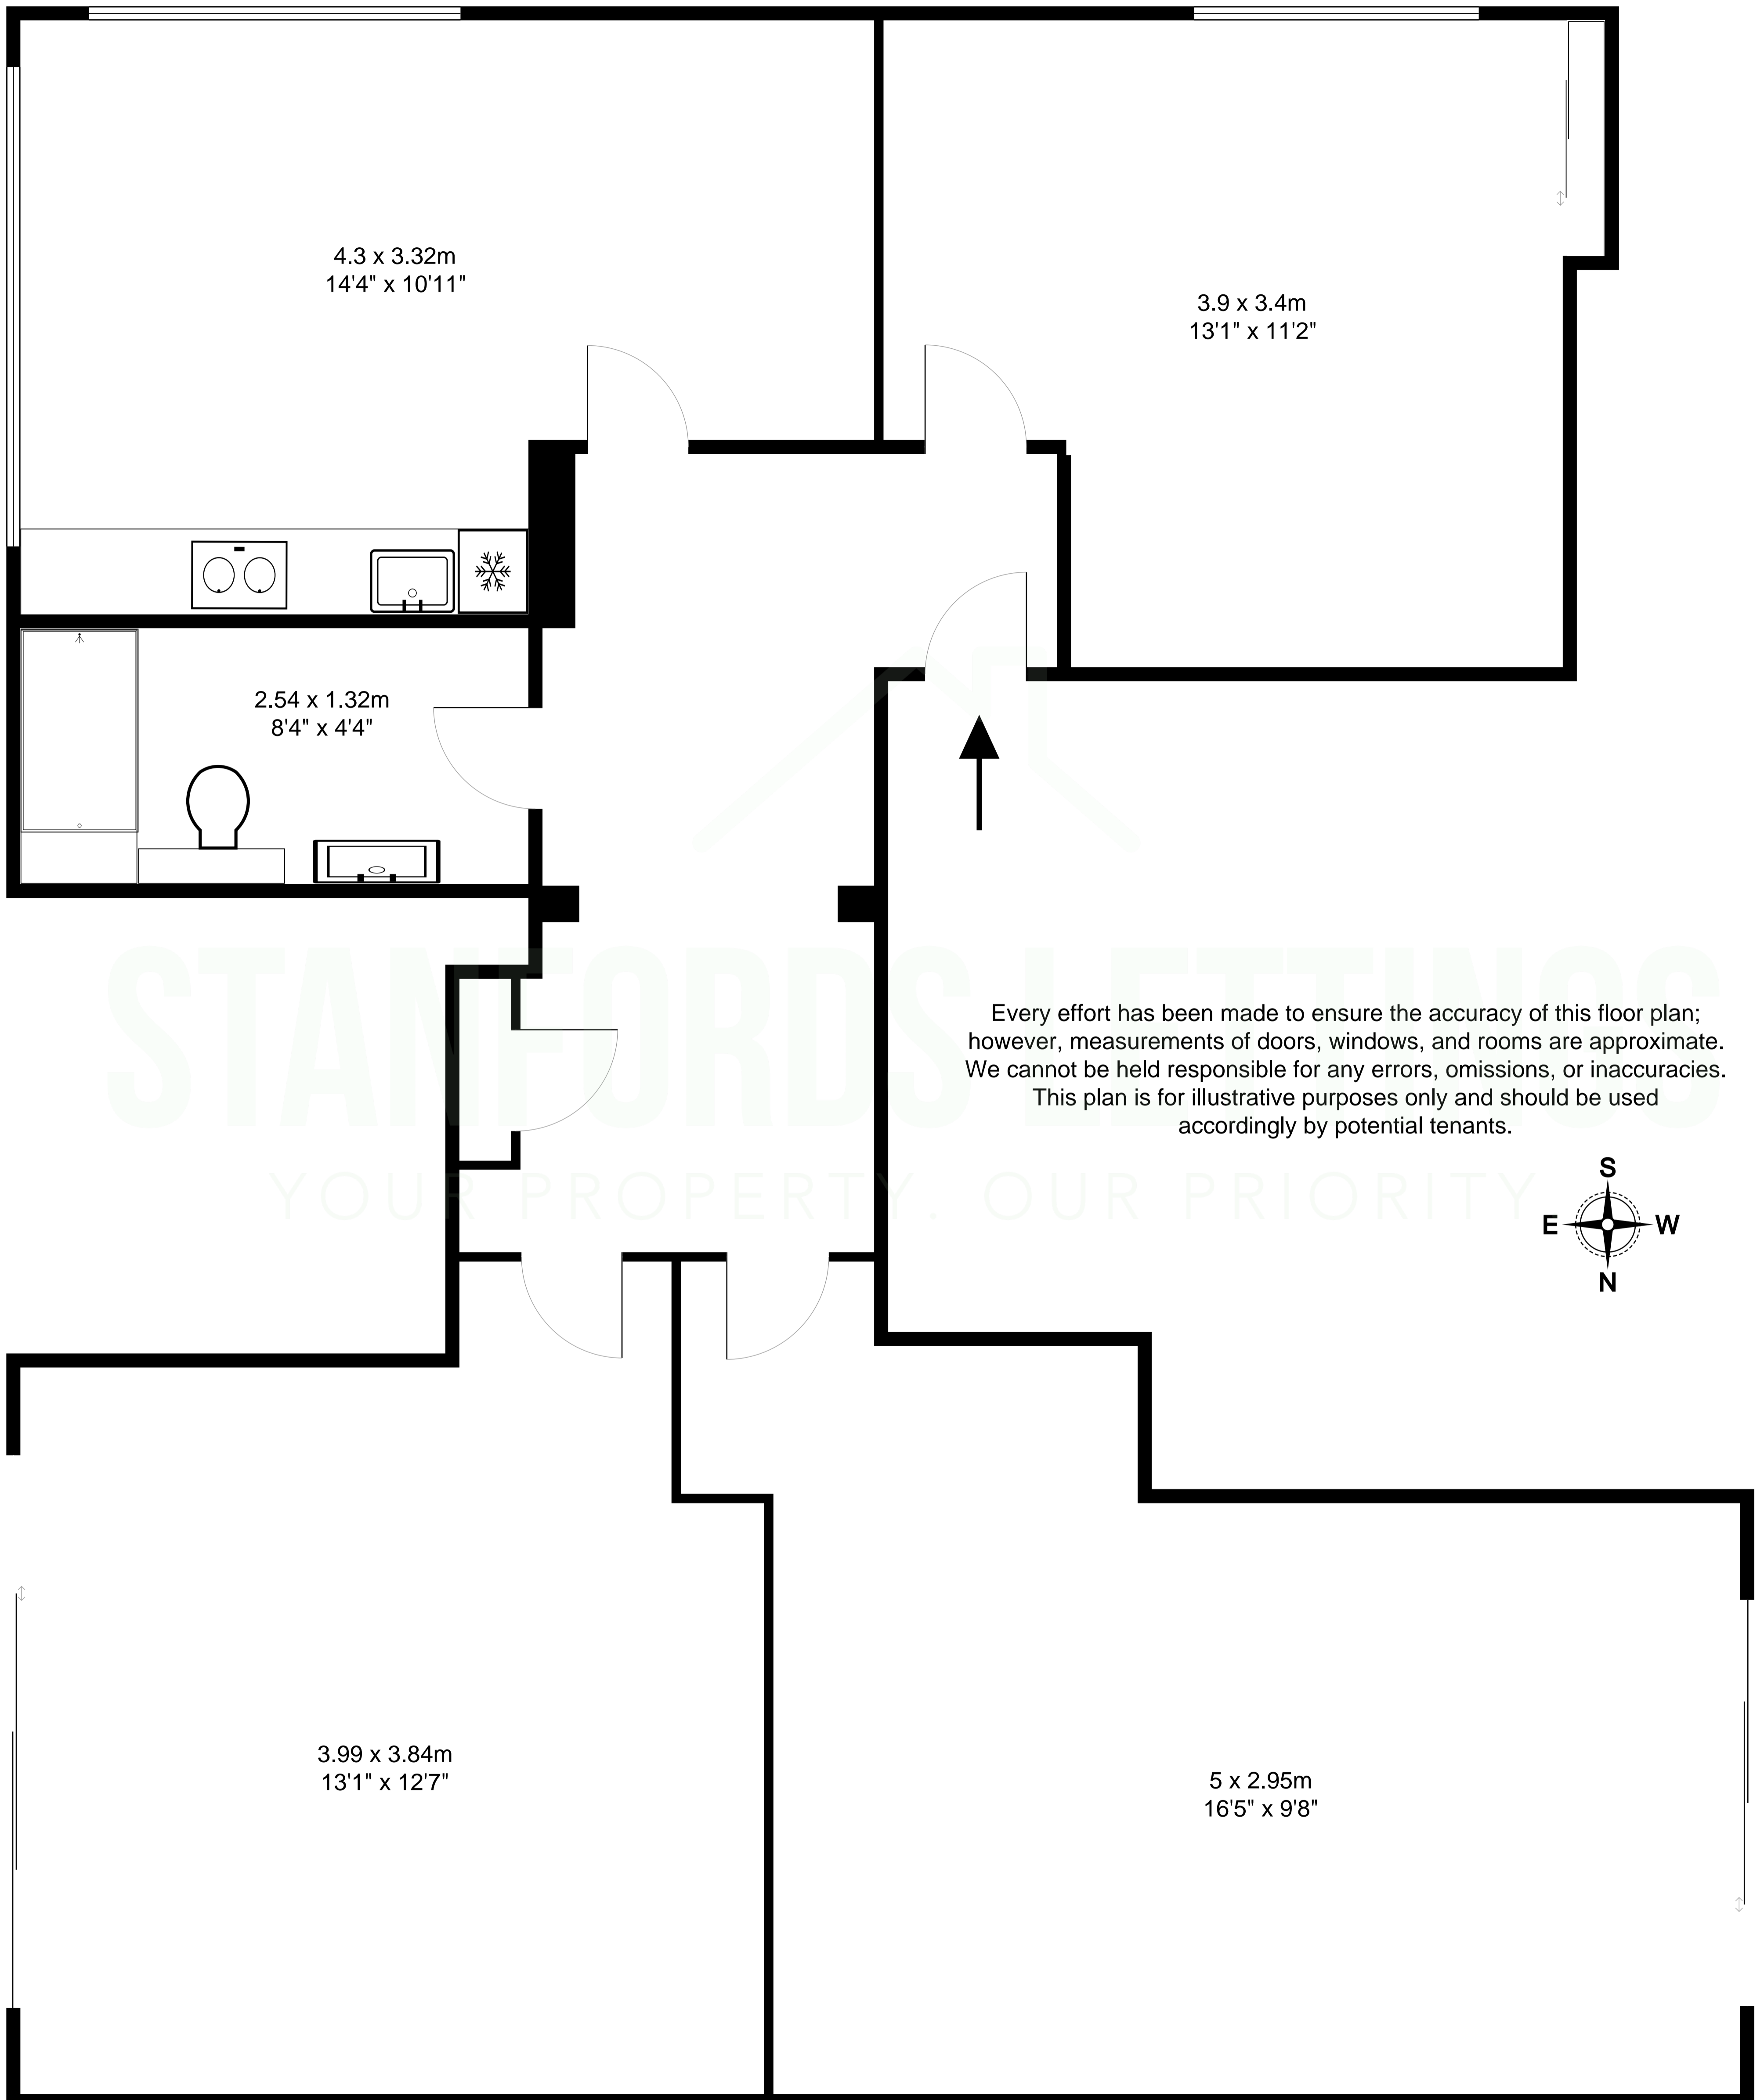 4.3 x 3.32m
14'4" x 10'11"
3.9 x 3.4m
13'1" x 11'2"
2.54 x 1.32m
8'4" x 4'4"
STANFORDS LETTINGS
YOUR PROPERTY. OUR PRIORITY
Every effort has been made to ensure the accuracy of this floor plan;
however, measurements of doors, windows, and rooms are approximate.
We cannot be held responsible for any errors, omissions, or inaccuracies.
This plan is for illustrative purposes only and should be used
accordingly by potential tenants.
S
E W
N
3.99 x 3.84m
13'1" x 12'7"
5 x 2.95m
16'5" x 9'8"